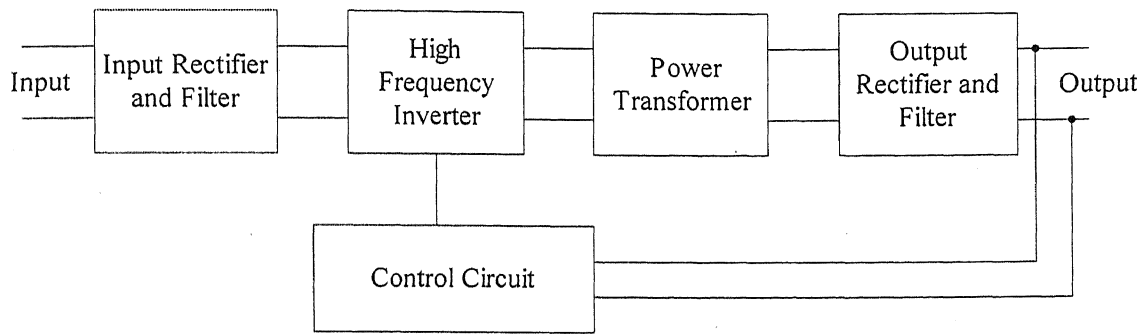 Input
Input Rectifier
and Filter
High
Frequency
Inverter
Power
Transformer
Output
Rectifier and
Filter
Output
Control Circuit